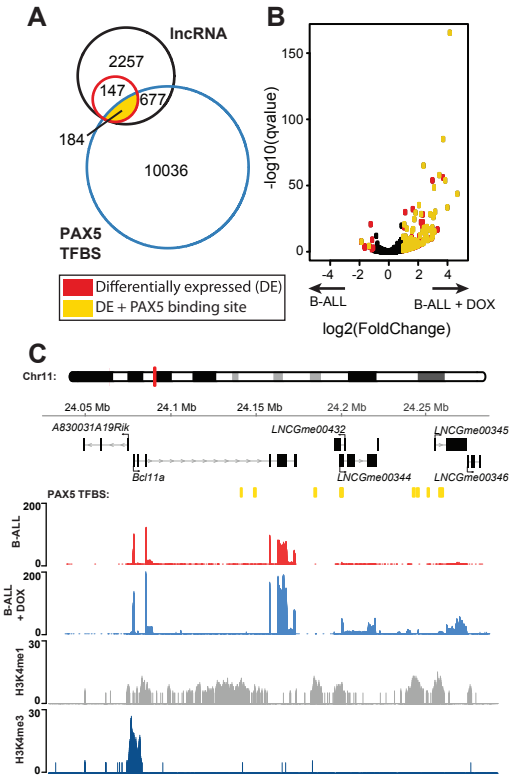 A
lncRNA
2257
147
677
184
10036
PAX5
TFBS
Differentially expressed (DE)
DE + PAX5 binding site
B
150
100
50
0
-log10(qvalue)
-4 -2 0 2 4
B-ALL
B-ALL + DOX
log2(FoldChange)
C
Chr11:
24.05 Mb 24.1 Mb 24.15 Mb 24.2 Mb 24.25 Mb
A830031A19Rik
LNCGme00432
LNCGme00345
Bcl11a
LNCGme00344
LNCGme00346
PAX5 TFBS:
200
B-ALL
0
200
B-ALL
+ DOX
0
30
H3K4me1
0
30
H3K4me3
0